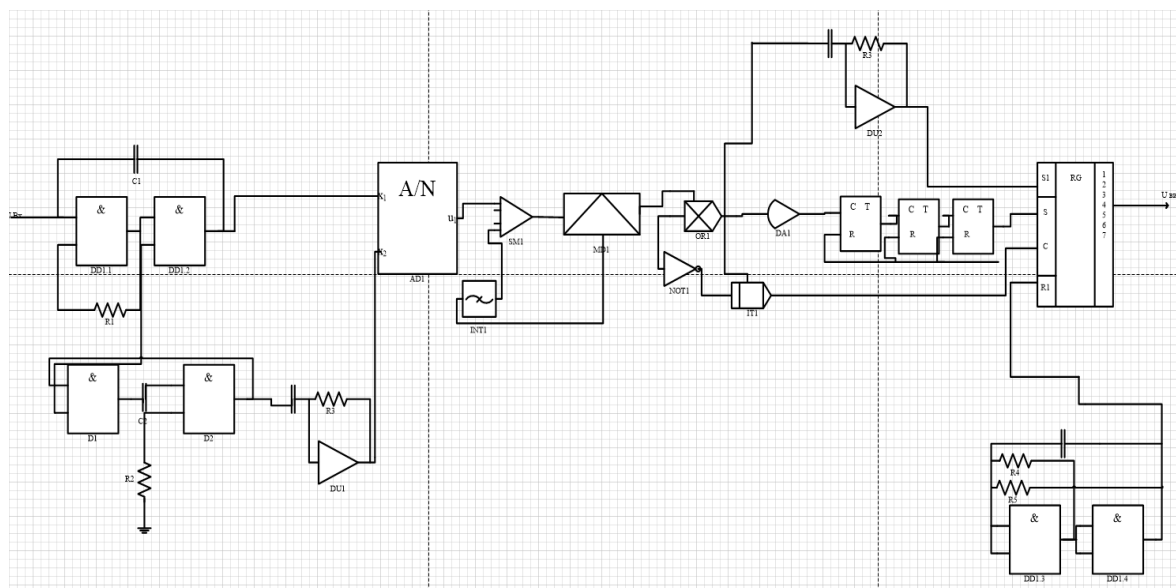 R3
DU2
C1
A/N
x1
x2
u
AD1
&
DD1.1
&
DD1.2
R1
SM1
INT1
MD1
OR1
NOT1
IT1
DA1
C T
R
C T
R
C T
R
S1
S
C
R1
RG
1
2
3
4
5
6
7
&
D1
C2
&
D2
R2
R3
DU1
R4
R5
&
DD1.3
&
DD1.4